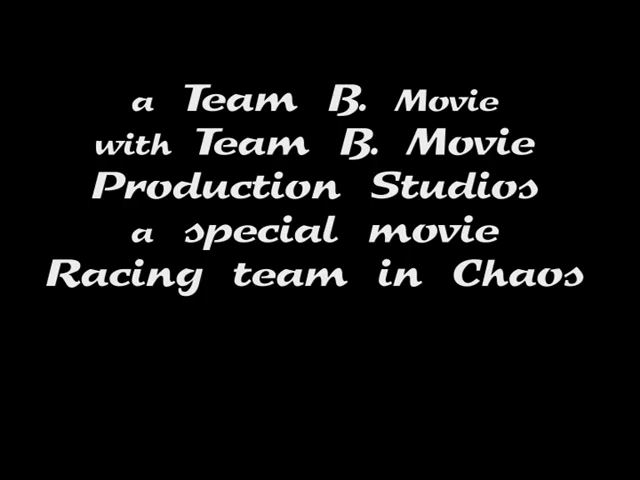 a Team B. Movie
with Team B. Movie
Production Studios
a special movie
Racing team in Chaos